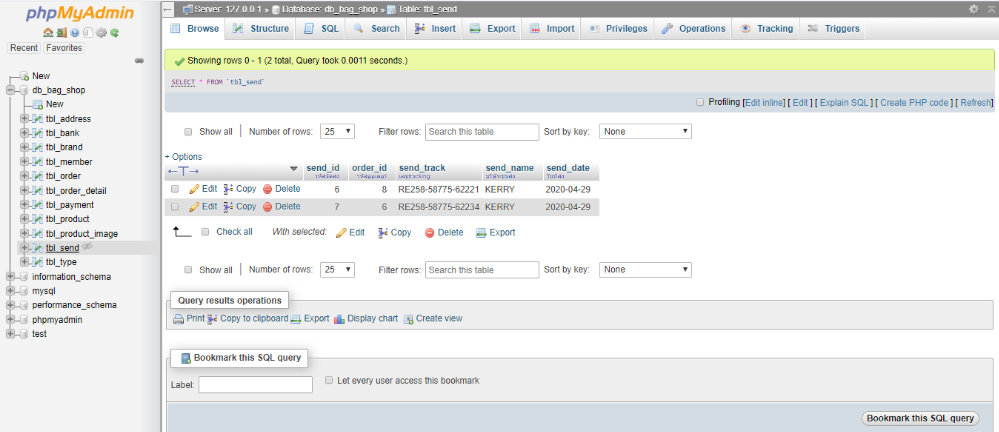 phpMyAdmin
Recent Favorites
New
db_bag_shop
New
tbl_address
tbl_bank
tbl_brand
tbl_member
tbl_order
tbl_order_detail
tbl_payment
tbl_product
tbl_product_image
tbl_send
tbl_type
information_schema
mysql
performance_schema
phpmyadmin
test
Server: 127.0.0.1 » Database: db_bag_shop » Table: tbl_send
Browse Structure SQL Search Insert Export Import Privileges Operations Tracking Triggers
Showing rows 0 - 1 (2 total, Query took 0.0011 seconds.)
SELECT * FROM `tbl_send`
Profiling [Edit inline] [ Edit ] [ Explain SQL ] [ Create PHP code ] [ Refresh]
Show all | Number of rows: 25 Filter rows: Search this table Sort by key: None
+ Options
←T→ send_id order_id send_track send_name send_date
Edit Copy Delete 6 8 RE258-58775-62221 KERRY 2020-04-29
Edit Copy Delete 7 6 RE258-58775-62234 KERRY 2020-04-29
Check all With selected: Edit Copy Delete Export
Show all | Number of rows: 25 Filter rows: Search this table Sort by key: None
Query results operations
Print Copy to clipboard Export Display chart Create view
Bookmark this SQL query
Label: Let every user access this bookmark
Bookmark this SQL query